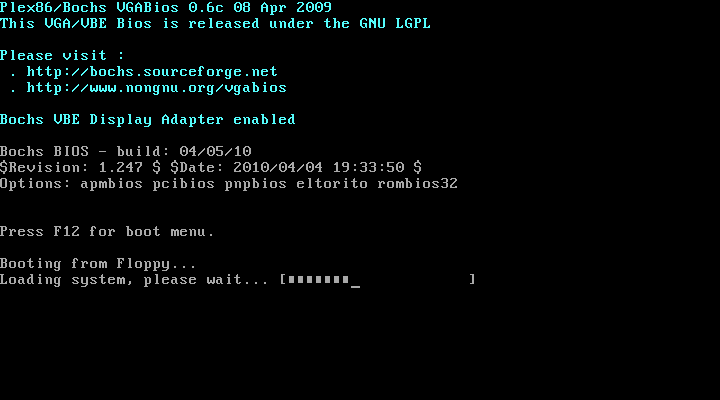 Plex86/Bochs VGABios 0.6c 08 Apr 2009
This VGA/VBE Bios is released under the GNU LGPL
Please visit :
. http://bochs.sourceforge.net
. http://www.nongnu.org/vgabios
Bochs VBE Display Adapter enabled
Bochs BIOS - build: 04/05/10
$Revision: 1.247 $ $Date: 2010/04/04 19:33:50 $
Options: apmbios pcibios pnpbios eltorito rombios32
Press F12 for boot menu.
Booting from Floppy...
Loading system, please wait... [■■■■■■■_ ]